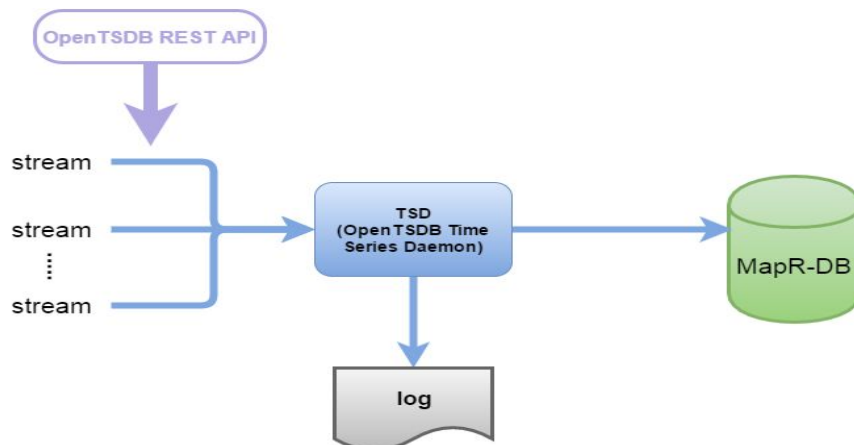 OpenTSDB REST API
stream
stream
stream
TSD
(OpenTSDB Time
Series Daemon)
MapR-DB
log